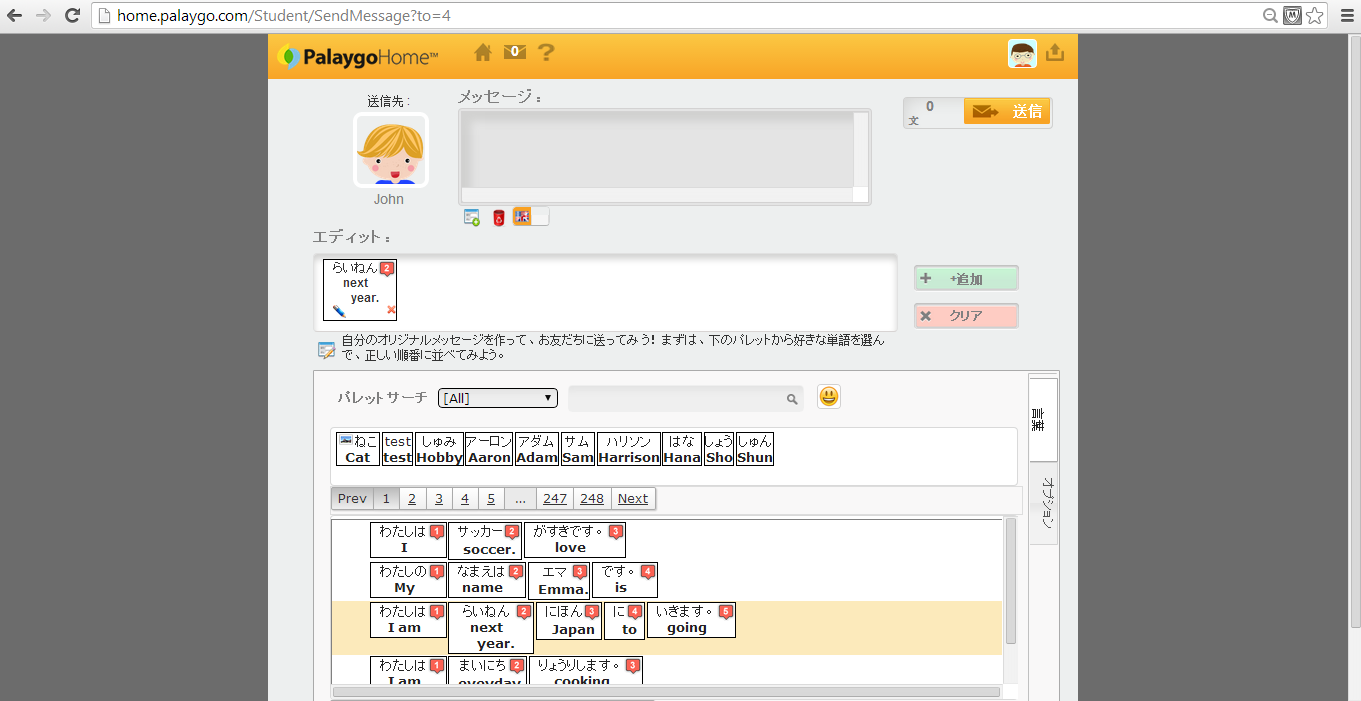 home.palaygo.com/Student/SendMessage?to=4
PalaygoHome™
0
?
送信先：
メッセージ：
0
文
送信
John
エディット：
らいねん 2
next
year.
+追加
クリア
自分のオリジナルメッセージを作って、お友だちに送ってみう！まずは、下のパレットから好きな単語を選ん
で、正しい順番に並べてみよう。
パレットサーチ [All]
言葉
オプション
ねこ test しゅみ アーロン アダム サム ハリソン はな しょう しゅん
Cat test Hobby Aaron Adam Sam Harrison Hana Sho Shun
Prev 1 2 3 4 5 ... 247 248 Next
わたしは 1 サッカー 2 がすきです。 3
I soccer. love
わたしの 1 なまえは 2 エマ 3 です。 4
My name Emma. is
わたしは 1 らいねん 2 にほん 3 に 4 いきます。 5
I am next Japan to going
year.
わたしは 1 まいにち 2 りょうりします。 3
I am eveyday cooking